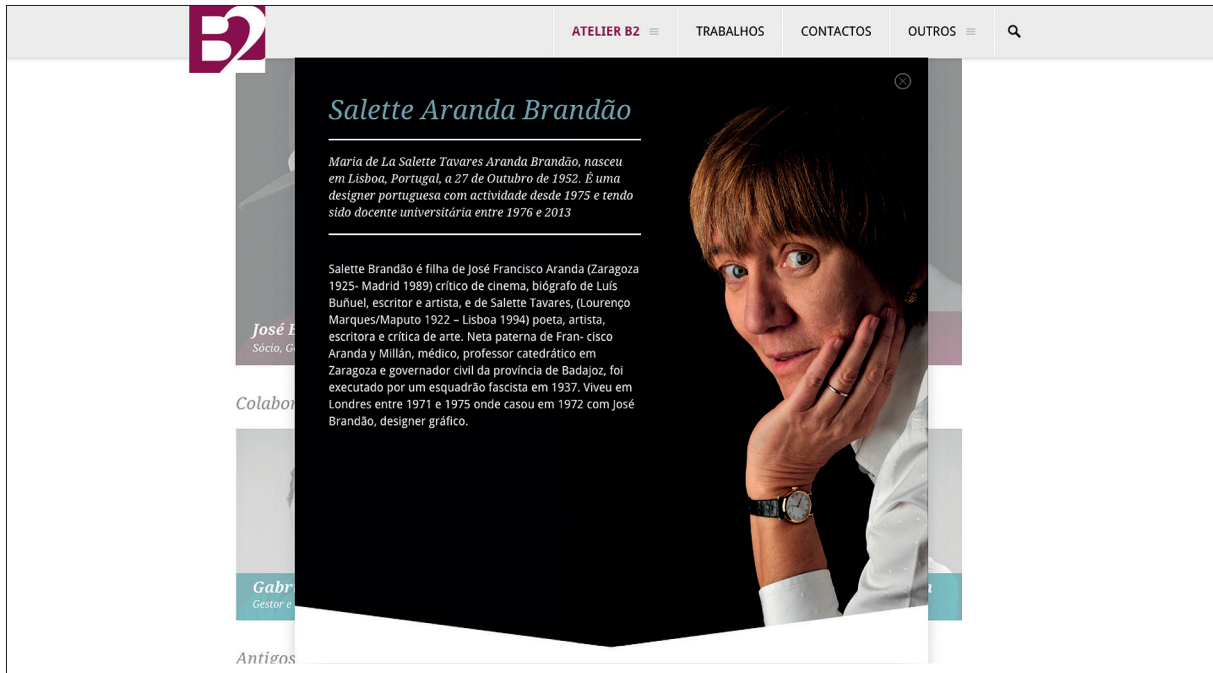 B2
ATELIER B2
TRABALHOS
CONTACTOS
OUTROS
Salette Aranda Brandão
Maria de La Salette Tavares Aranda Brandão, nasceu
em Lisboa, Portugal, a 27 de Outubro de 1952. É uma
designer portuguesa com actividade desde 1975 e tendo
sido docente universitária entre 1976 e 2013
Salette Brandão é filha de José Francisco Aranda (Zaragoza
1925- Madrid 1989) crítico de cinema, biógrafo de Luís
Buñuel, escritor e artista, e de Salette Tavares, (Lourenço
Marques/Maputo 1922 – Lisboa 1994) poeta, artista,
escritora e crítica de arte. Neta paterna de Fran- cisco
Aranda y Millán, médico, professor catedrático em
Zaragoza e governador civil da província de Badajoz, foi
executado por um esquadrão fascista em 1937. Viveu em
Londres entre 1971 e 1975 onde casou em 1972 com José
Brandão, designer gráfico.
José
Sócio,
Gestor e
Antigos